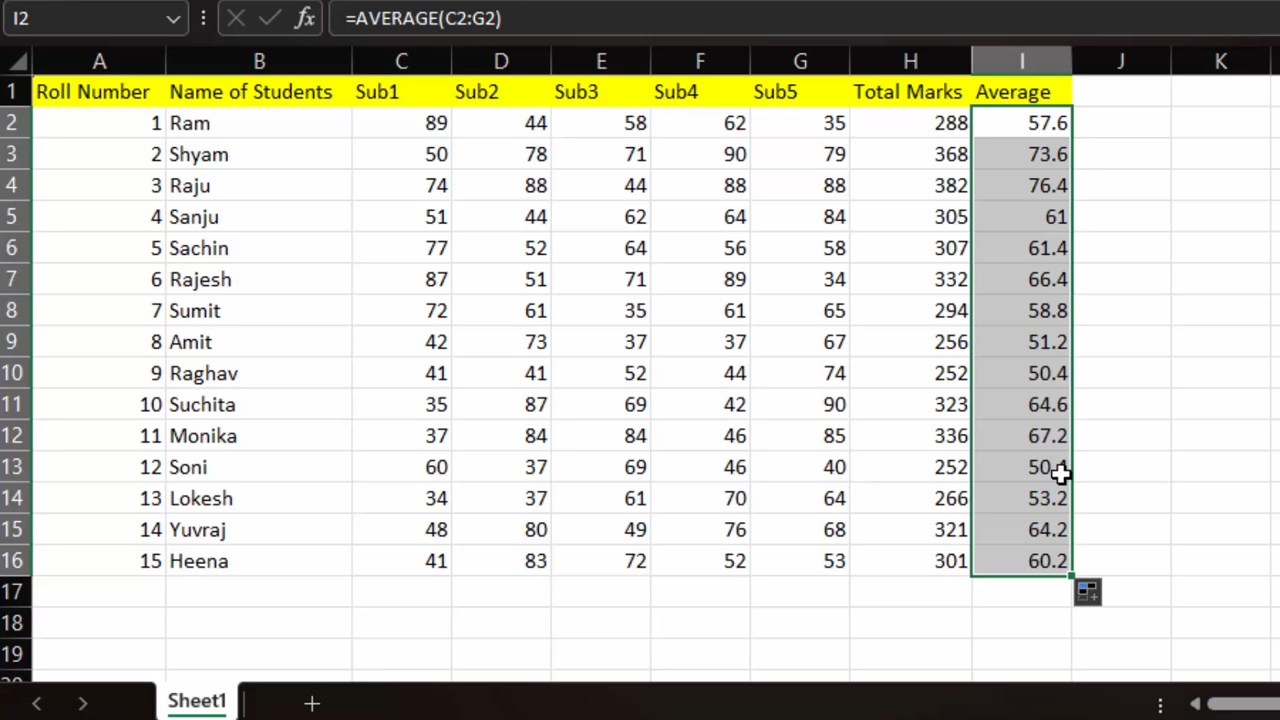 I2 fx =AVERAGE(C2:G2)
A B C D E F G H I J K
1 Roll Number Name of Students Sub1 Sub2 Sub3 Sub4 Sub5 Total Marks Average
2 1 Ram 89 44 58 62 35 288 57.6
3 2 Shyam 50 78 71 90 79 368 73.6
4 3 Raju 74 88 44 88 88 382 76.4
5 4 Sanju 51 44 62 64 84 305 61
6 5 Sachin 77 52 64 56 58 307 61.4
7 6 Rajesh 87 51 71 89 34 332 66.4
8 7 Sumit 72 61 35 61 65 294 58.8
9 8 Amit 42 73 37 37 67 256 51.2
10 9 Raghav 41 41 52 44 74 252 50.4
11 10 Suchita 35 87 69 42 90 323 64.6
12 11 Monika 37 84 84 46 85 336 67.2
13 12 Soni 60 37 69 46 40 252 50.4
14 13 Lokesh 34 37 61 70 64 266 53.2
15 14 Yuvraj 48 80 49 76 68 321 64.2
16 15 Heena 41 83 72 52 53 301 60.2
17
18
19
Sheet1